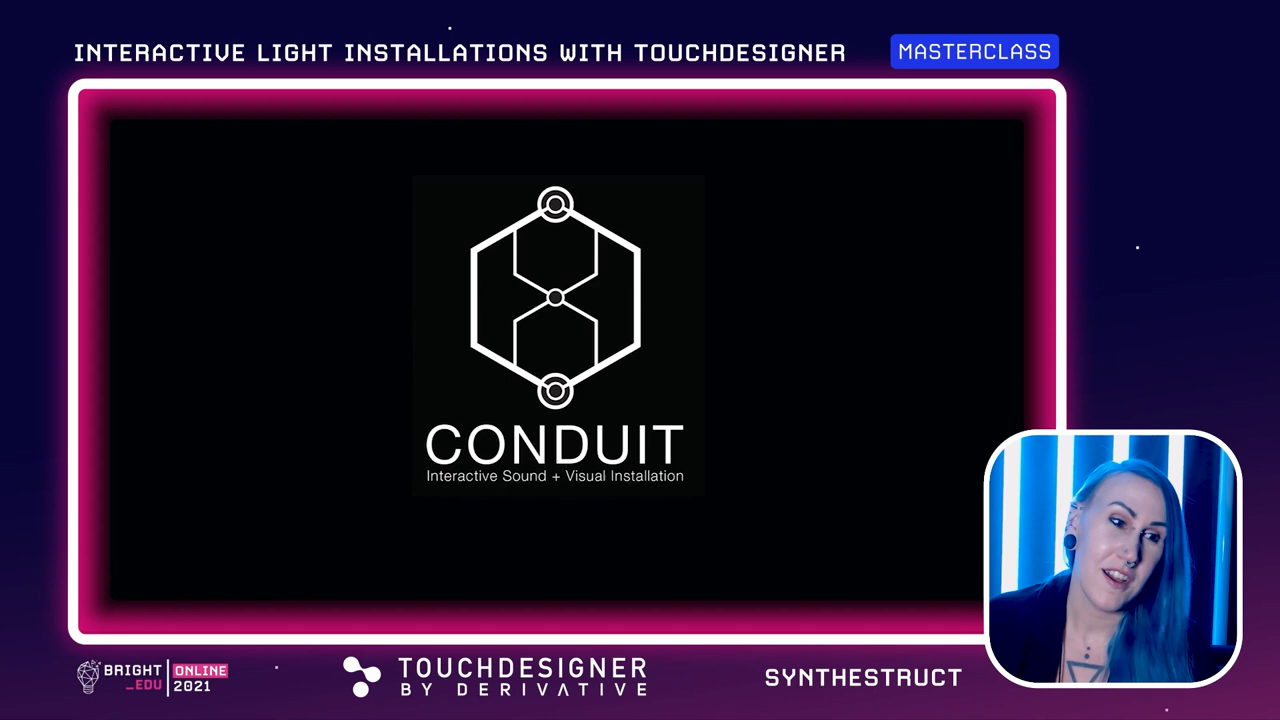 INTERACTIVE LIGHT INSTALLATIONS WITH TOUCHDESIGNER
MASTERCLASS
CONDUIT
Interactive Sound + Visual Installation
BRIGHT
_EDU
ONLINE
2021
TOUCHDESIGNER
BY DERIVATIVE
SYNTHESTRUCT